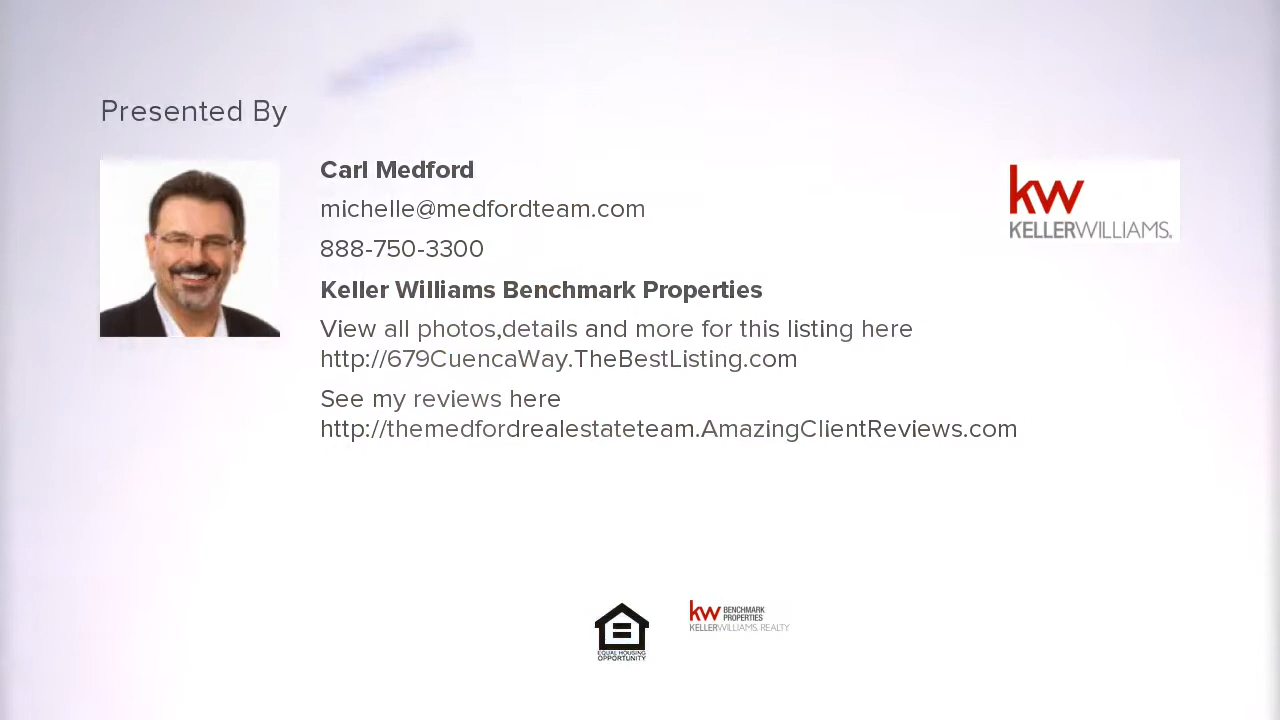 Presented By
Carl Medford
michelle@medfordteam.com
888-750-3300
Keller Williams Benchmark Properties
View all photos,details and more for this listing here
http://679CuencaWay.TheBestListing.com
See my reviews here
http://themedfordrealestateteam.AmazingClientReviews.com
kw
KELLERWILLIAMS.
EQUAL HOUSING
OPPORTUNITY
kw BENCHMARK
PROPERTIES
KELLERWILLIAMS. REALTY